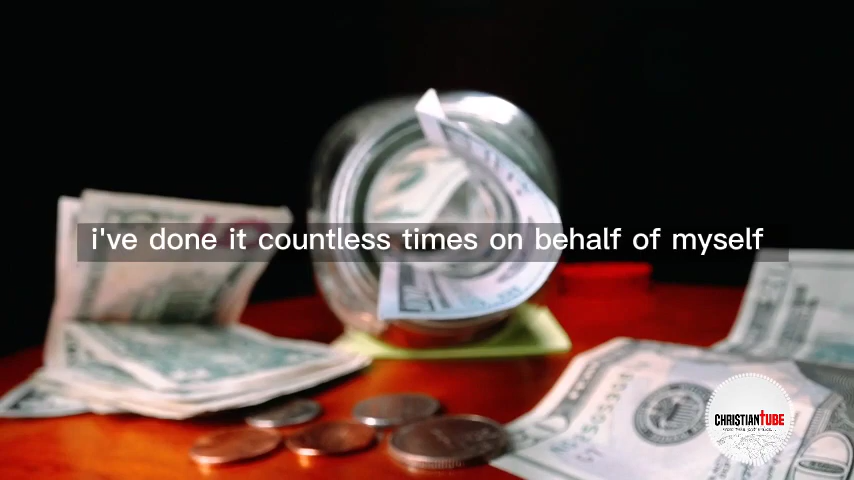 i've done it countless times on behalf of myself
CHRISTIANTUBE